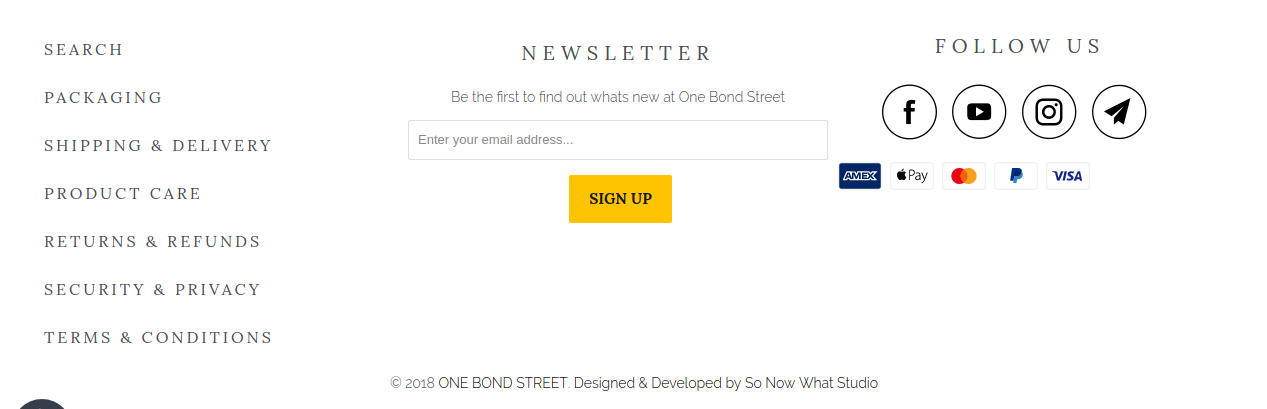 SEARCH
PACKAGING
SHIPPING & DELIVERY
PRODUCT CARE
RETURNS & REFUNDS
SECURITY & PRIVACY
TERMS & CONDITIONS
NEWSLETTER
Be the first to find out whats new at One Bond Street
Enter your email address...
SIGN UP
FOLLOW US
AMEX Pay VISA
© 2018 ONE BOND STREET. Designed & Developed by So Now What Studio